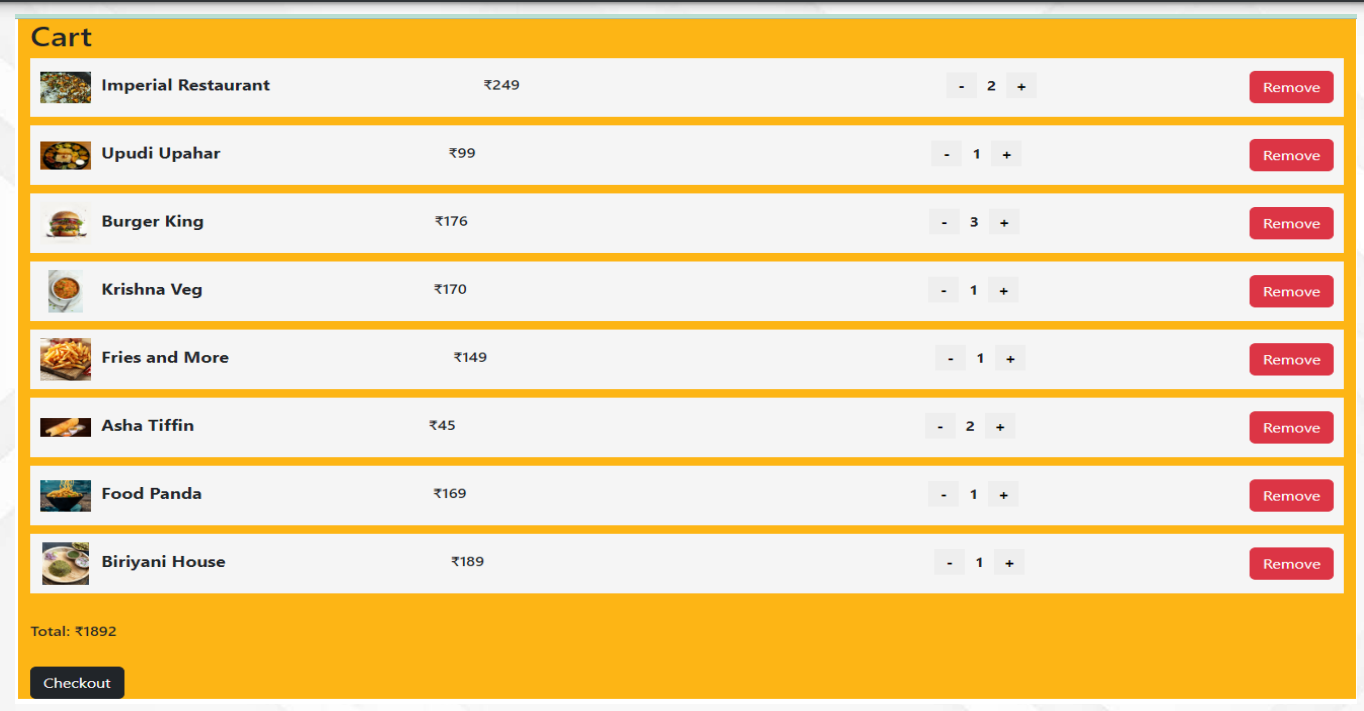 Cart
Imperial Restaurant ₹249 - 2 + Remove
Upudi Upahar ₹99 - 1 + Remove
Burger King ₹176 - 3 + Remove
Krishna Veg ₹170 - 1 + Remove
Fries and More ₹149 - 1 + Remove
Asha Tiffin ₹45 - 2 + Remove
Food Panda ₹169 - 1 + Remove
Biriyani House ₹189 - 1 + Remove
Total: ₹1892
Checkout